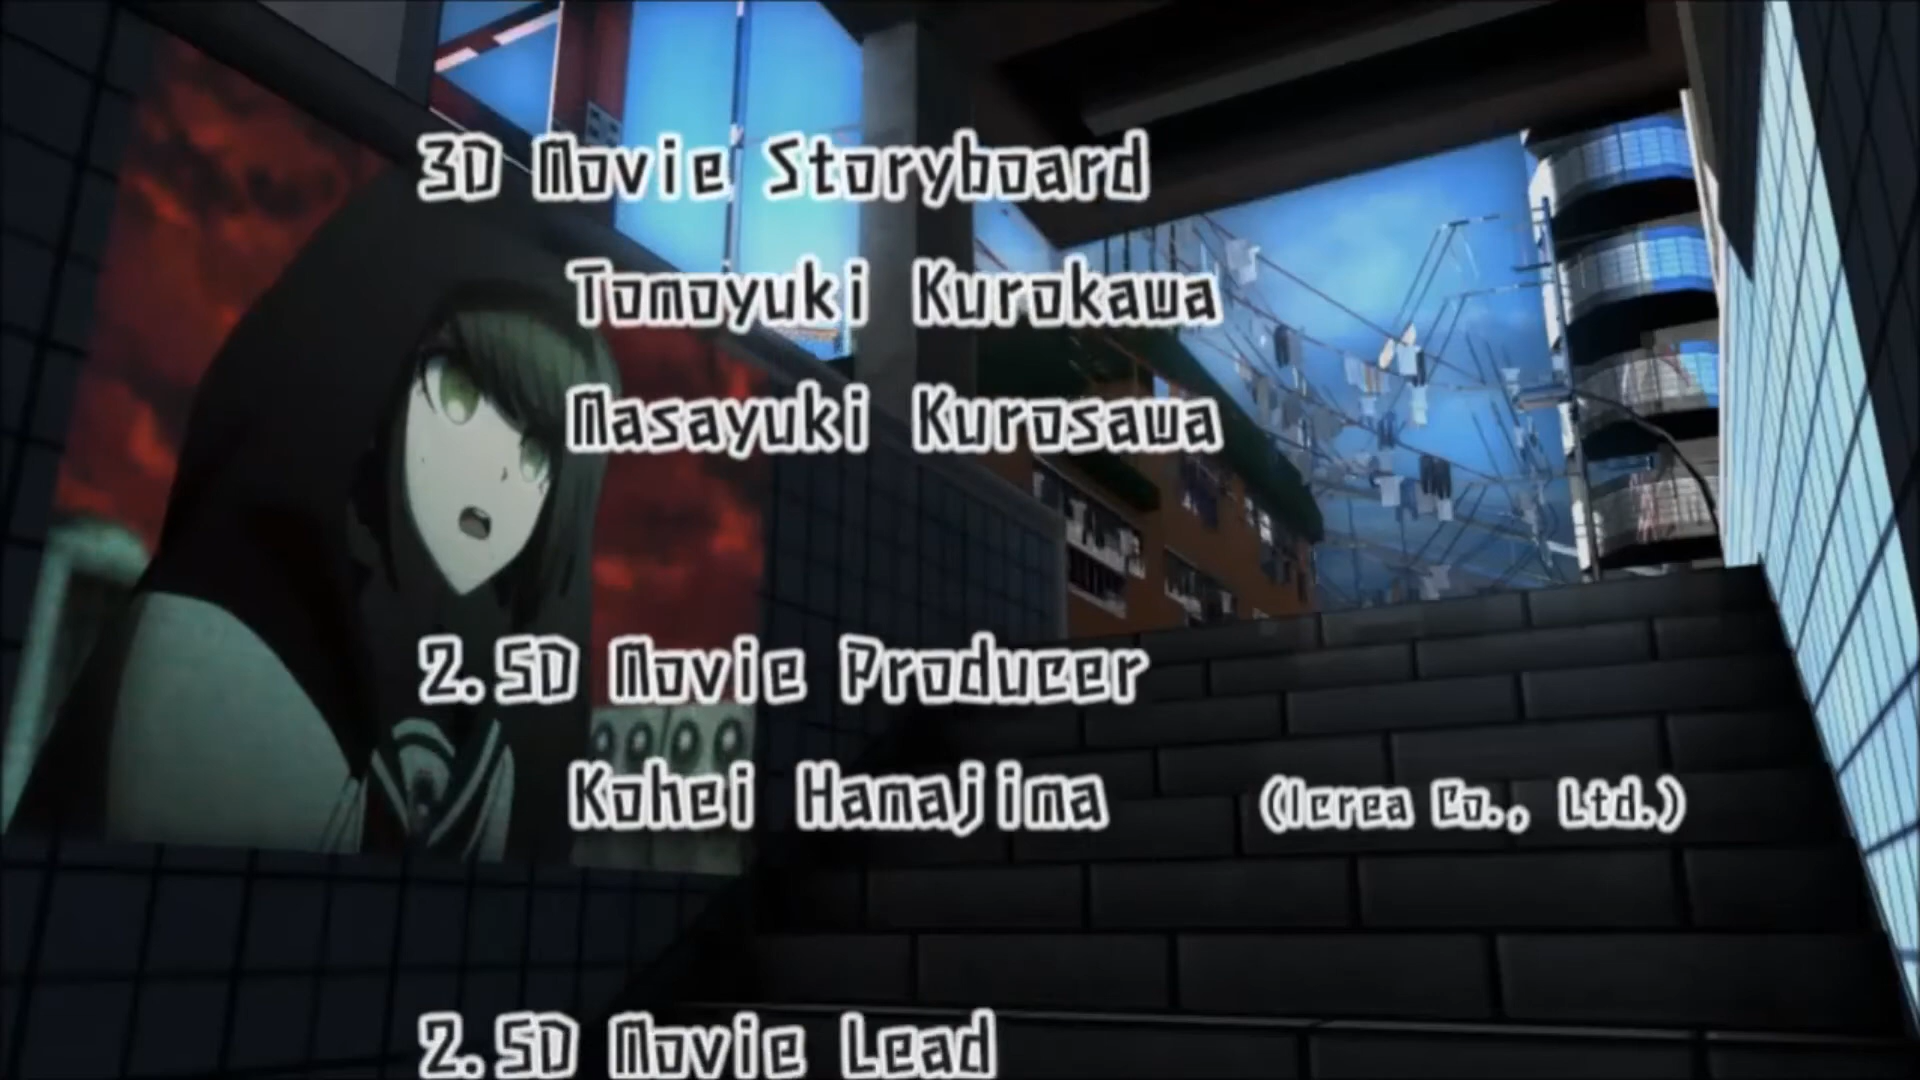 3D Movie Storyboard
Tomoyuki Kurokawa
Masayuki Kurosawa
2.5D Movie Producer
Kohei Hanajima (Icrea Co., Ltd.)
2.5D Movie Lead